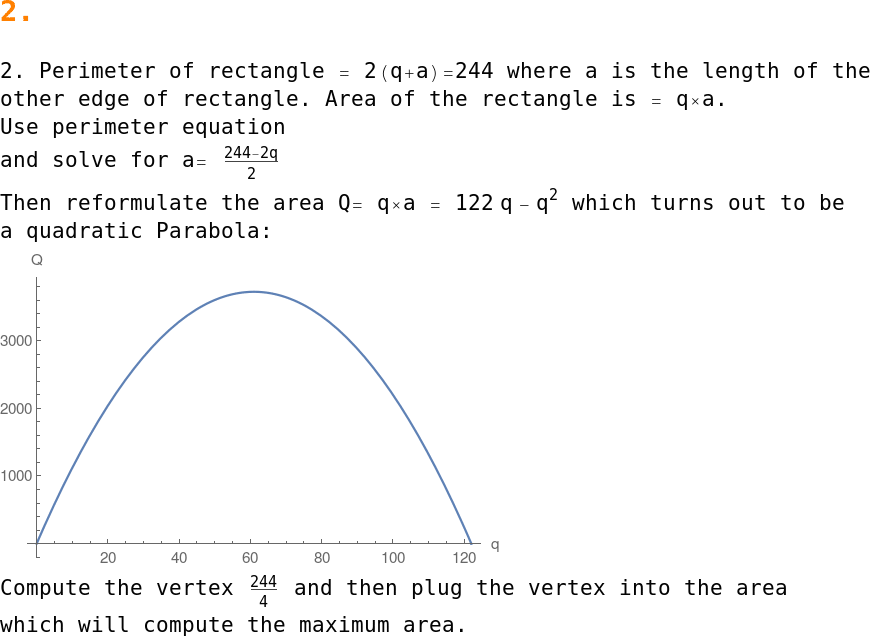 2.
2. Perimeter of rectangle = 2(q+a)=244 where a is the length of the
other edge of rectangle. Area of the rectangle is = q×a.
Use perimeter equation
and solve for a= \frac{244-2q}{2}
Then reformulate the area Q= q×a = 122 q - q^2 which turns out to be
a quadratic Parabola:
Q
3000
2000
1000
20 40 60 80 100 120 q
Compute the vertex \frac{244}{4} and then plug the vertex into the area
which will compute the maximum area.